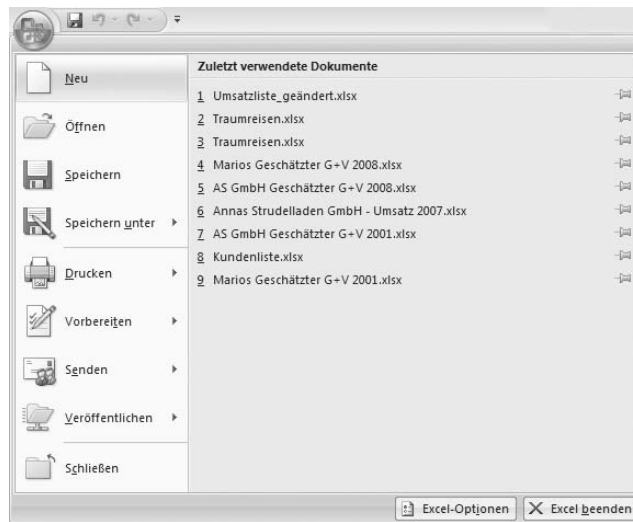 Neu
Öffnen
Speichern
Speichern unter
Drucken
Vorbereiten
Senden
Veröffentlichen
Schließen
Zuletzt verwendete Dokumente
1 Umsatzliste_geändert.xlsx
2 Traumreisen.xlsx
3 Traumreisen.xlsx
4 Marios Geschätzter G+V 2008.xlsx
5 AS GmbH Geschätzter G+V 2008.xlsx
6 Annas Strudelladen GmbH - Umsatz 2007.xlsx
7 AS GmbH Geschätzter G+V 2001.xlsx
8 Kundenliste.xlsx
9 Marios Geschätzter G+V 2001.xlsx
Excel-Optionen
Excel beenden